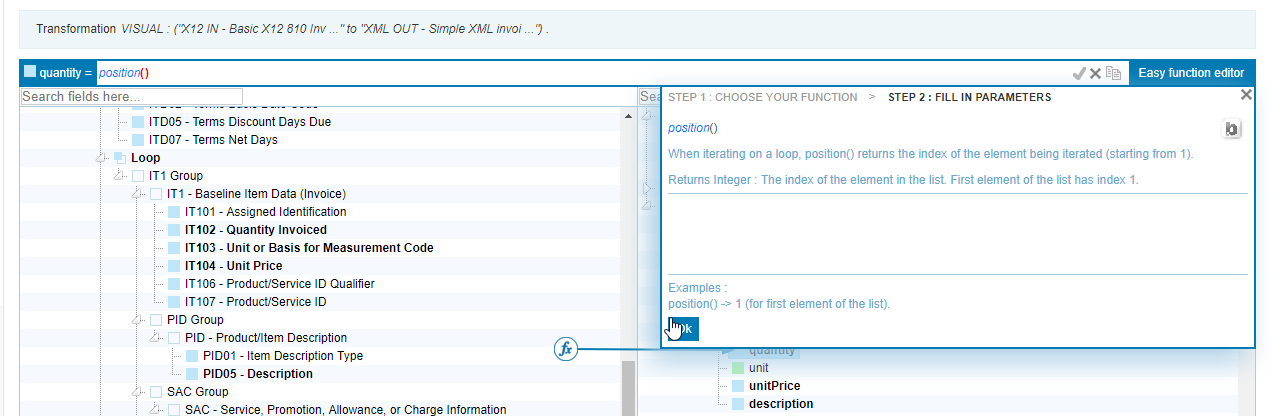 Transformation VISUAL : ("X12 IN - Basic X12 810 Inv ..." to "XML OUT - Simple XML invoi ...") .
quantity = position()
Easy function editor
Search fields here...
ITD05 - Terms Discount Days Due
ITD07 - Terms Net Days
Loop
IT1 Group
IT1 - Baseline Item Data (Invoice)
IT101 - Assigned Identification
IT102 - Quantity Invoiced
IT103 - Unit or Basis for Measurement Code
IT104 - Unit Price
IT106 - Product/Service ID Qualifier
IT107 - Product/Service ID
PID Group
PID - Product/Item Description
PID01 - Item Description Type
PID05 - Description
SAC Group
SAC - Service, Promotion, Allowance, or Charge Information
fx
STEP 1 : CHOOSE YOUR FUNCTION > STEP 2 : FILL IN PARAMETERS
position()
When iterating on a loop, position() returns the index of the element being iterated (starting from 1).
Returns Integer : The index of the element in the list. First element of the list has index 1.
Examples :
position() -> 1 (for first element of the list).
quantity
unit
unitPrice
description